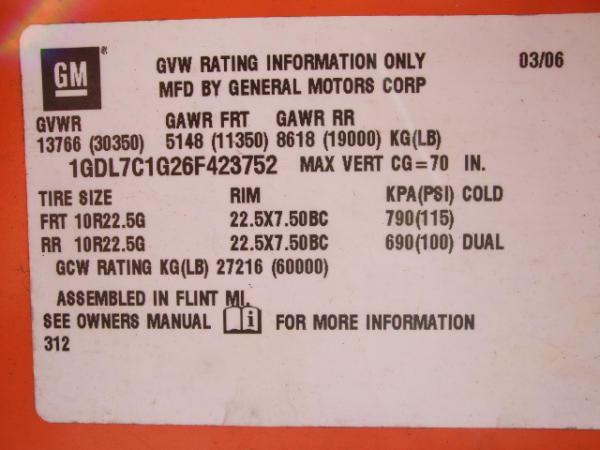 GM ® GVW RATING INFORMATION ONLY 03/06
MFD BY GENERAL MOTORS CORP
GVWR GAWR FRT GAWR RR
13766 (30350) 5148 (11350) 8618 (19000) KG(LB)
1GDL7C1G26F423752 MAX VERT CG=70 IN.
TIRE SIZE RIM KPA(PSI) COLD
FRT 10R22.5G 22.5X7.50BC 790(115)
RR 10R22.5G 22.5X7.50BC 690(100) DUAL
GCW RATING KG(LB) 27216 (60000)
ASSEMBLED IN FLINT MI.
SEE OWNERS MANUAL i FOR MORE INFORMATION
312